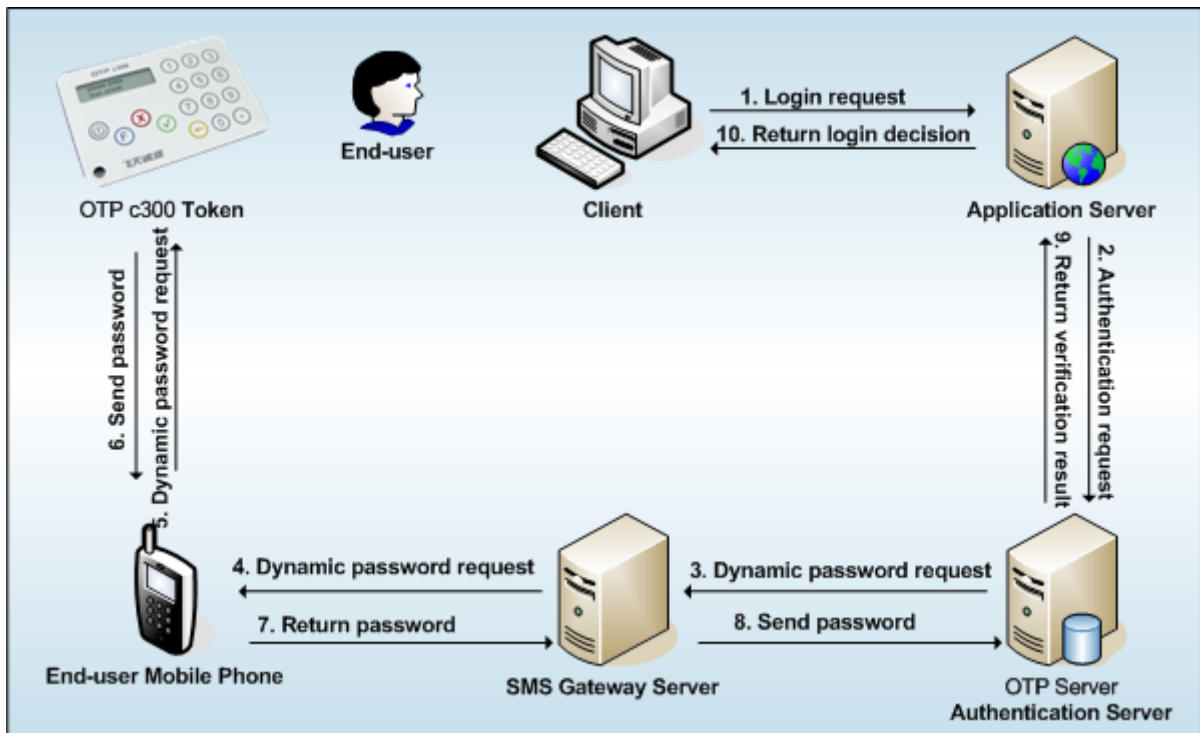 OTP c300
1. Login request
10. Return login decision
End-user
OTP c300 Token
Client
Application Server
5. Dynamic password request
6. Send password
9. Return verification result
2. Authentication request
4. Dynamic password request
3. Dynamic password request
7. Return password
8. Send password
End-user Mobile Phone
SMS Gateway Server
OTP Server
Authentication Server